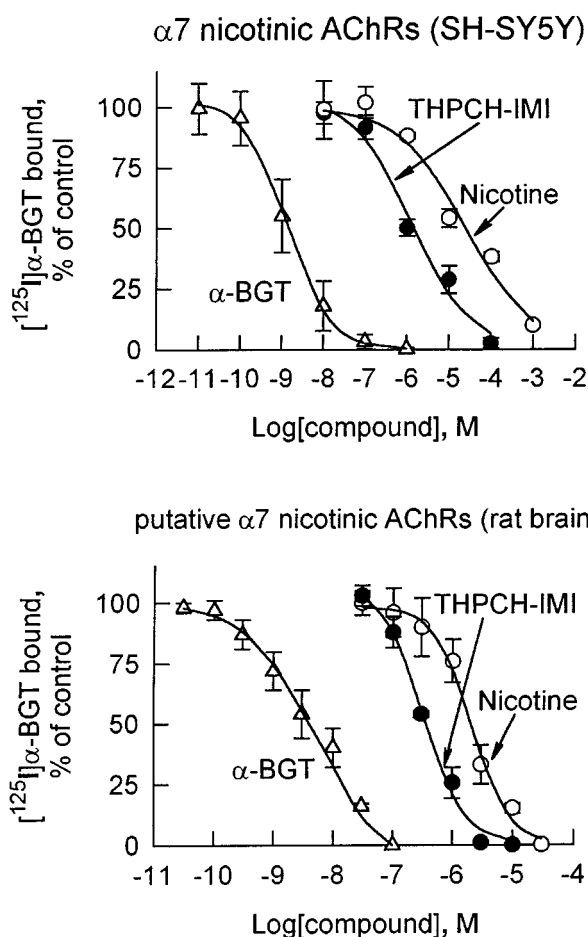 α7 nicotinic AChRs (SH-SY5Y)
[125I]α-BGT bound,
% of control
100
75
50
25
0
THPCH-IMI
Nicotine
α-BGT
-12 -11 -10 -9 -8 -7 -6 -5 -4 -3 -2
Log[compound], M
putative α7 nicotinic AChRs (rat brain
[125I]α-BGT bound,
% of control
100
75
50
25
0
THPCH-IMI
Nicotine
α-BGT
-11 -10 -9 -8 -7 -6 -5 -4
Log[compound], M